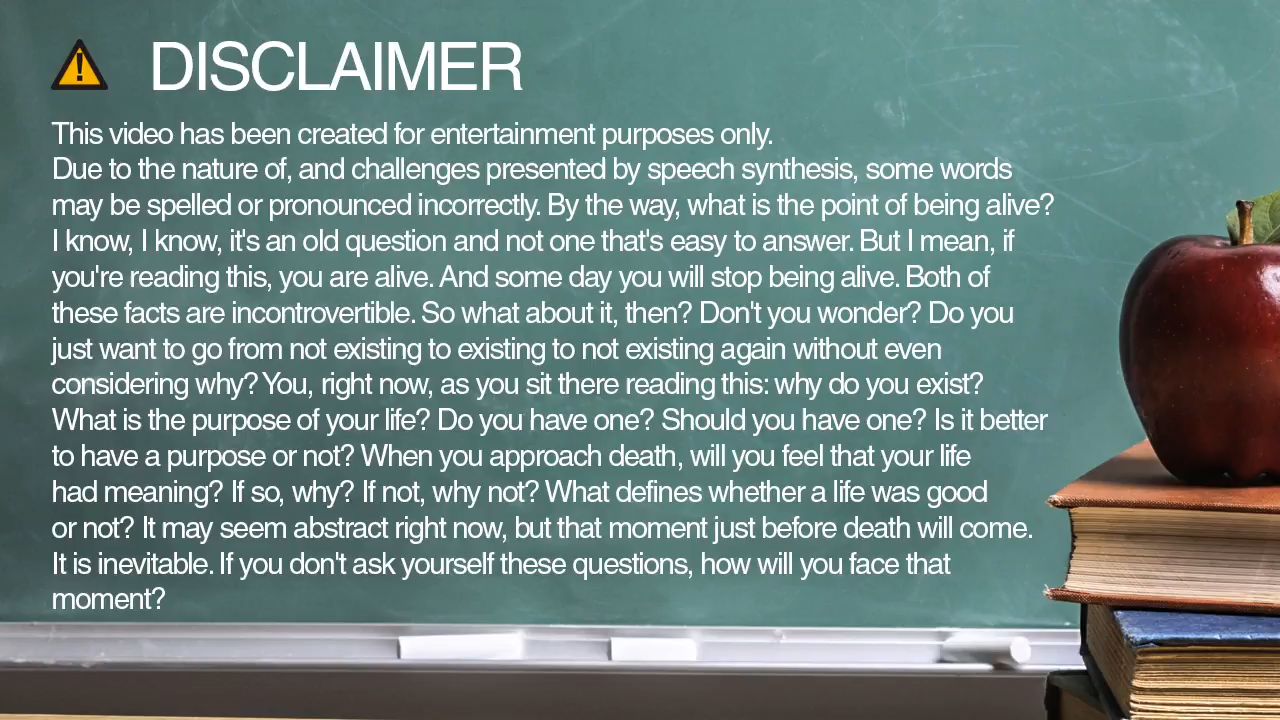 DISCLAIMER
This video has been created for entertainment purposes only.
Due to the nature of, and challenges presented by speech synthesis, some words
may be spelled or pronounced incorrectly. By the way, what is the point of being alive?
I know, I know, it's an old question and not one that's easy to answer. But I mean, if
you're reading this, you are alive. And some day you will stop being alive. Both of
these facts are incontrovertible. So what about it, then? Don't you wonder? Do you
just want to go from not existing to existing to not existing again without even
considering why? You, right now, as you sit there reading this: why do you exist?
What is the purpose of your life? Do you have one? Should you have one? Is it better
to have a purpose or not? When you approach death, will you feel that your life
had meaning? If so, why? If not, why not? What defines whether a life was good
or not? It may seem abstract right now, but that moment just before death will come.
It is inevitable. If you don't ask yourself these questions, how will you face that
moment?